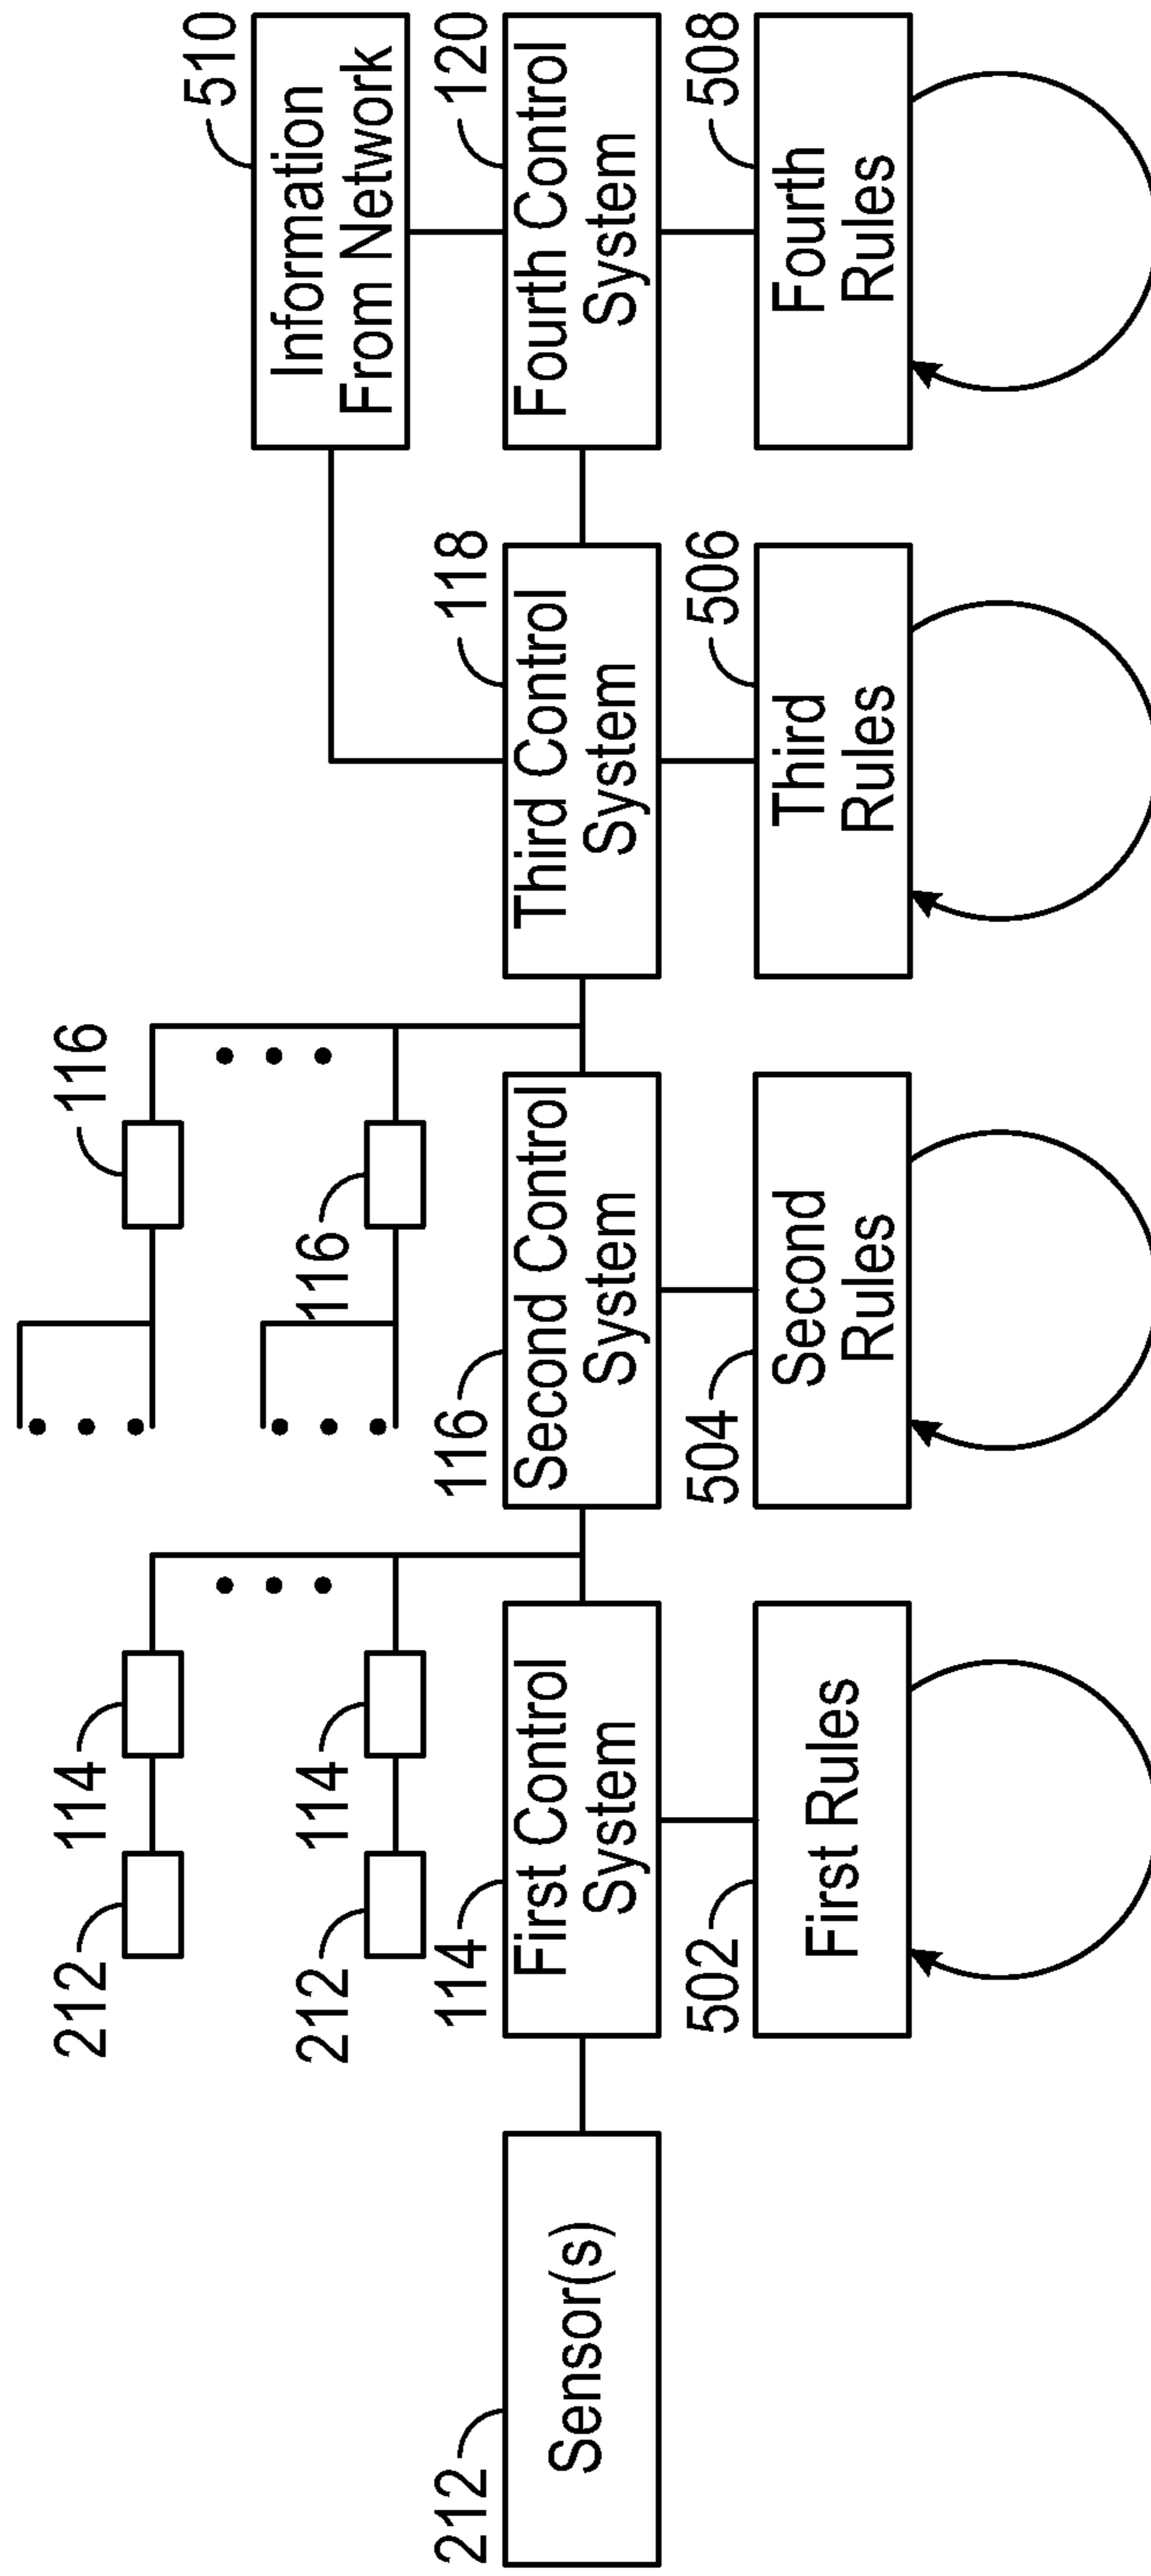 212
114
116
116
212
114
116
510
Information
From Network
212
Sensor(s)
114
First Control
System
116
Second Control
System
118
Third Control
System
120
Fourth Control
System
502
First Rules
504
Second
Rules
506
Third
Rules
508
Fourth
Rules